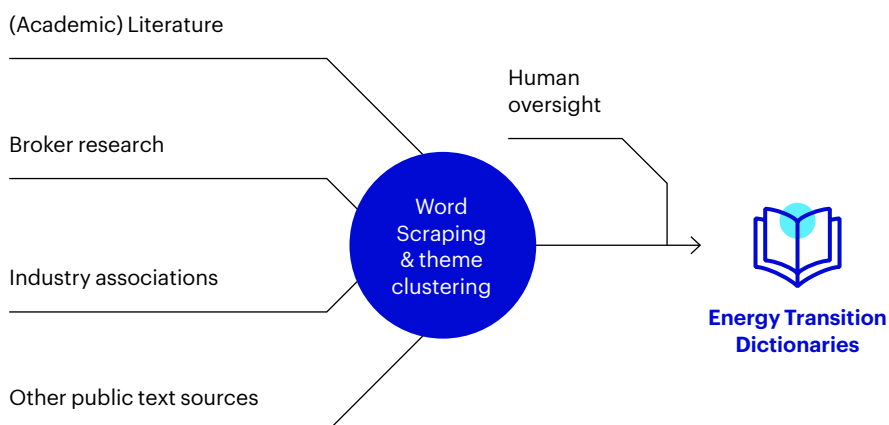 (Academic) Literature
Broker research
Industry associations
Other public text sources
Word
Scraping
& theme
clustering
Human
oversight
Energy Transition
Dictionaries